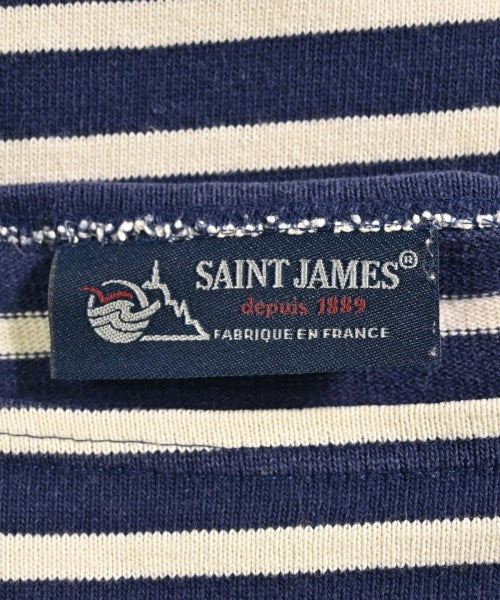 SAINT JAMES®
depuis 1889
FABRIQUE EN FRANCE